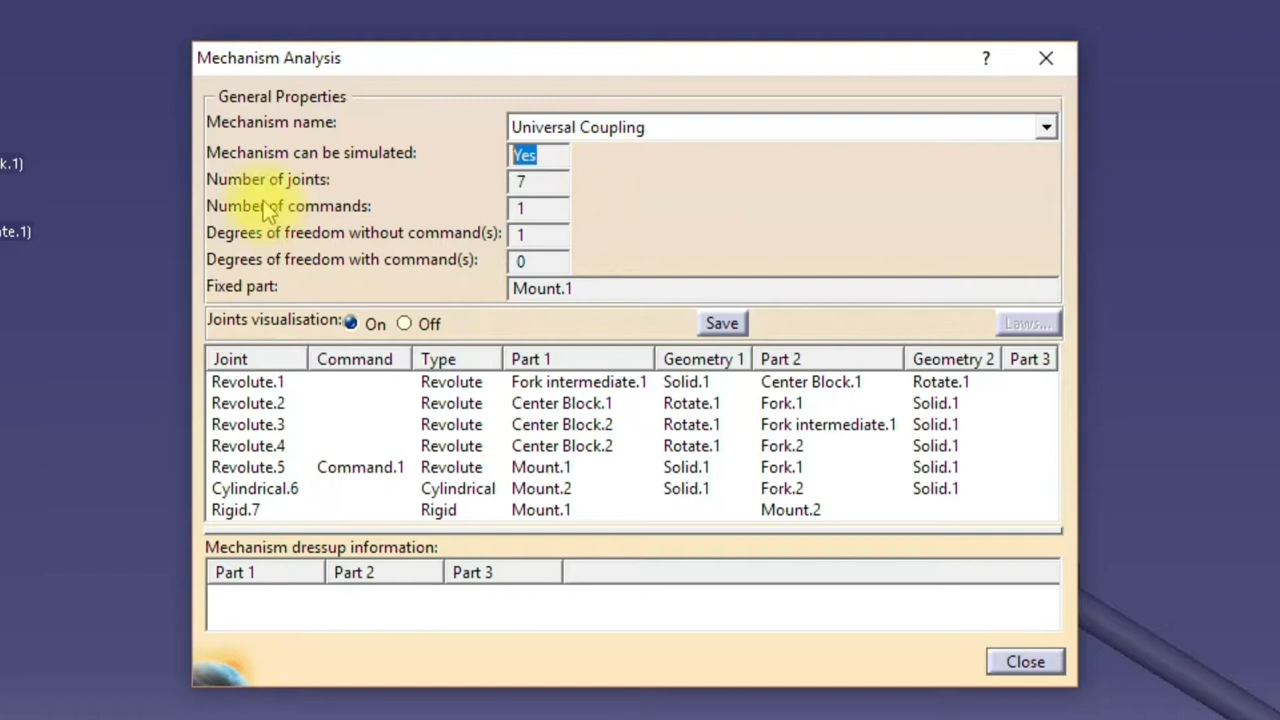 Mechanism Analysis ?
General Properties
Mechanism name: Universal Coupling
Mechanism can be simulated: Yes
k.1)
Number of joints: 7
Number of commands: 1
te.1)
Degrees of freedom without command(s): 1
Degrees of freedom with command(s): 0
Fixed part: Mount.1
Joints visualisation: On Off Save Laws...
Joint Command Type Part 1 Geometry 1 Part 2 Geometry 2 Part 3
Revolute.1 Revolute Fork intermediate.1 Solid.1 Center Block.1 Rotate.1
Revolute.2 Revolute Center Block.1 Rotate.1 Fork.1 Solid.1
Revolute.3 Revolute Center Block.2 Rotate.1 Fork intermediate.1 Solid.1
Revolute.4 Revolute Center Block.2 Rotate.1 Fork.2 Solid.1
Revolute.5 Command.1 Revolute Mount.1 Solid.1 Fork.1 Solid.1
Cylindrical.6 Cylindrical Mount.2 Solid.1 Fork.2 Solid.1
Rigid.7 Rigid Mount.1 Mount.2
Mechanism dressup information:
Part 1 Part 2 Part 3
Close